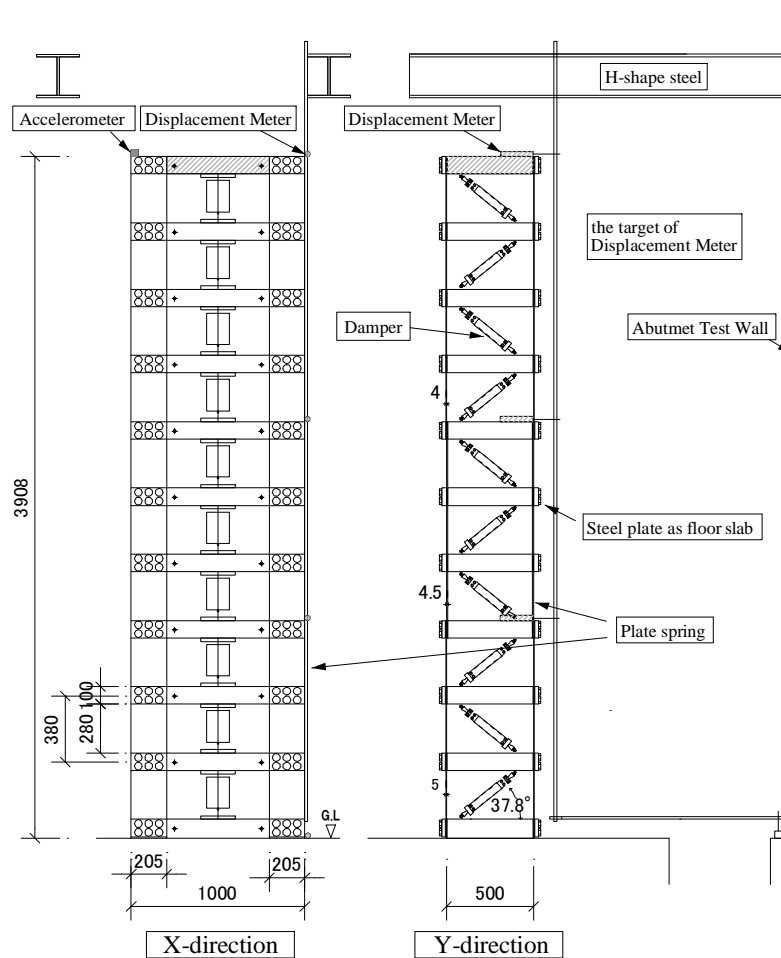 H-shape steel
Accelerometer
Displacement Meter
Displacement Meter
the target of
Displacement Meter
Damper
Abutmet Test Wall
4
3908
Steel plate as floor slab
4.5
Plate spring
100
380
280
5
37.8°
G.L
205
205
1000
500
X-direction
Y-direction